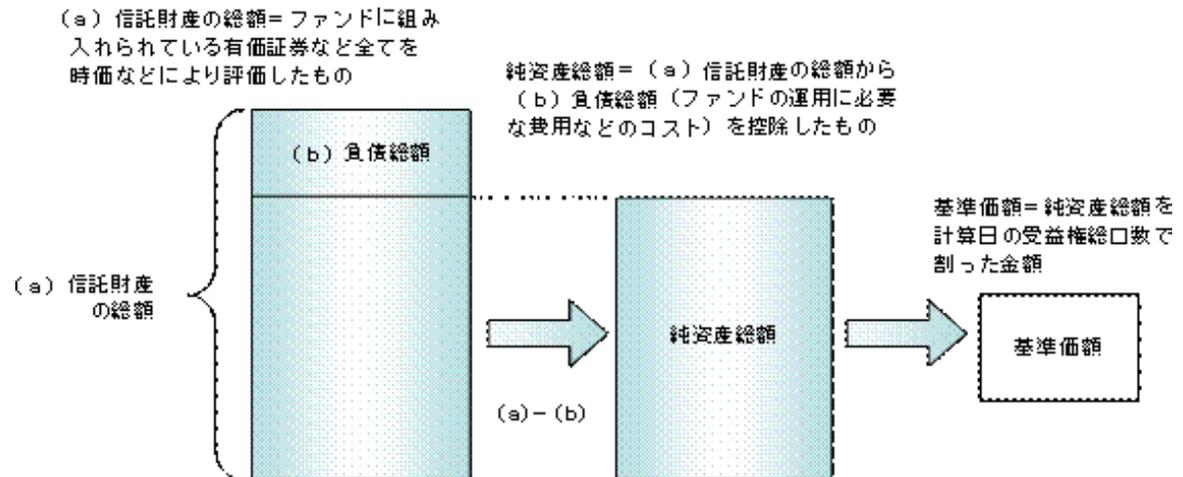 (a) 信託財産の総額=ファンドに組み
入れられている有価証券など全てを
時価などにより評価したもの
純資産総額=(a)信託財産の総額から
(b)負債総額(ファンドの運用に必要
な費用などのコスト)を控除したもの
(b)負債総額
基準価額=純資産総額を
計算日の受益権総口数で
割った金額
(a)信託財産
の総額
純資産総額
基準価額
(a)-(b)